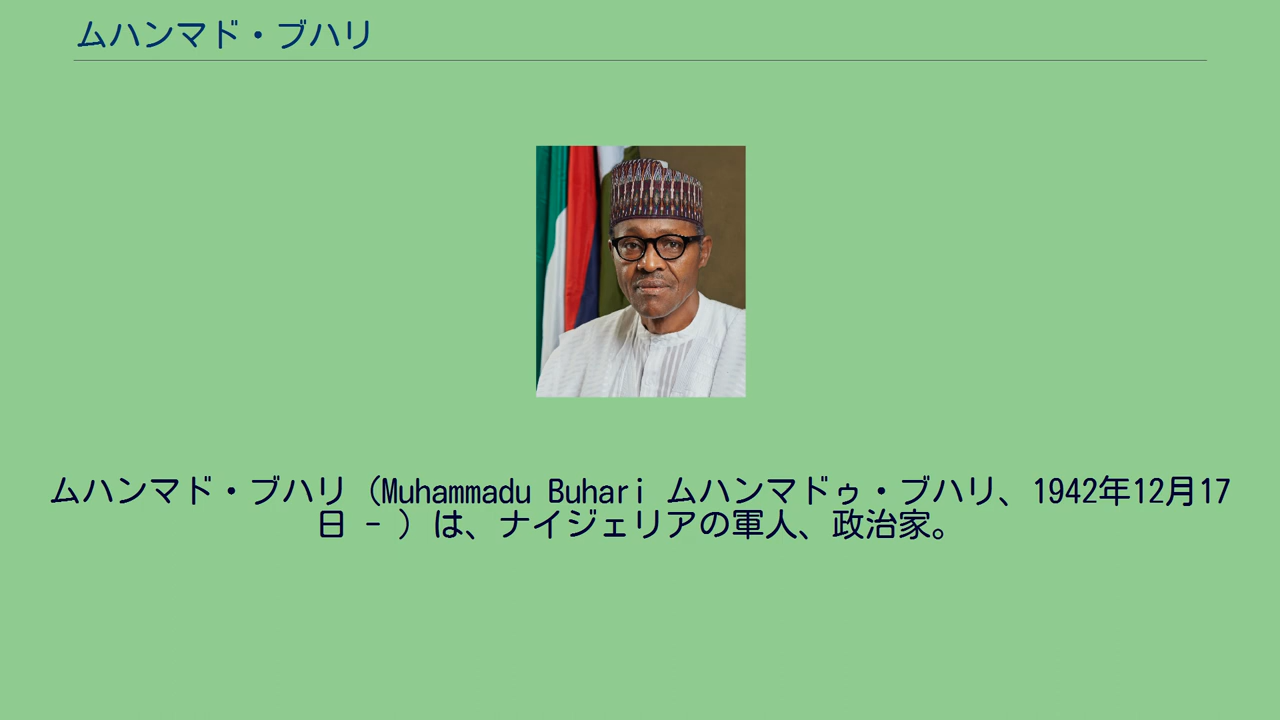 ムハンマド・ブハリ
ムハンマド・ブハリ（Muhammadu Buhari ムハンマドゥ・ブハリ、1942年12月17
日 - ）は、ナイジェリアの軍人、政治家。